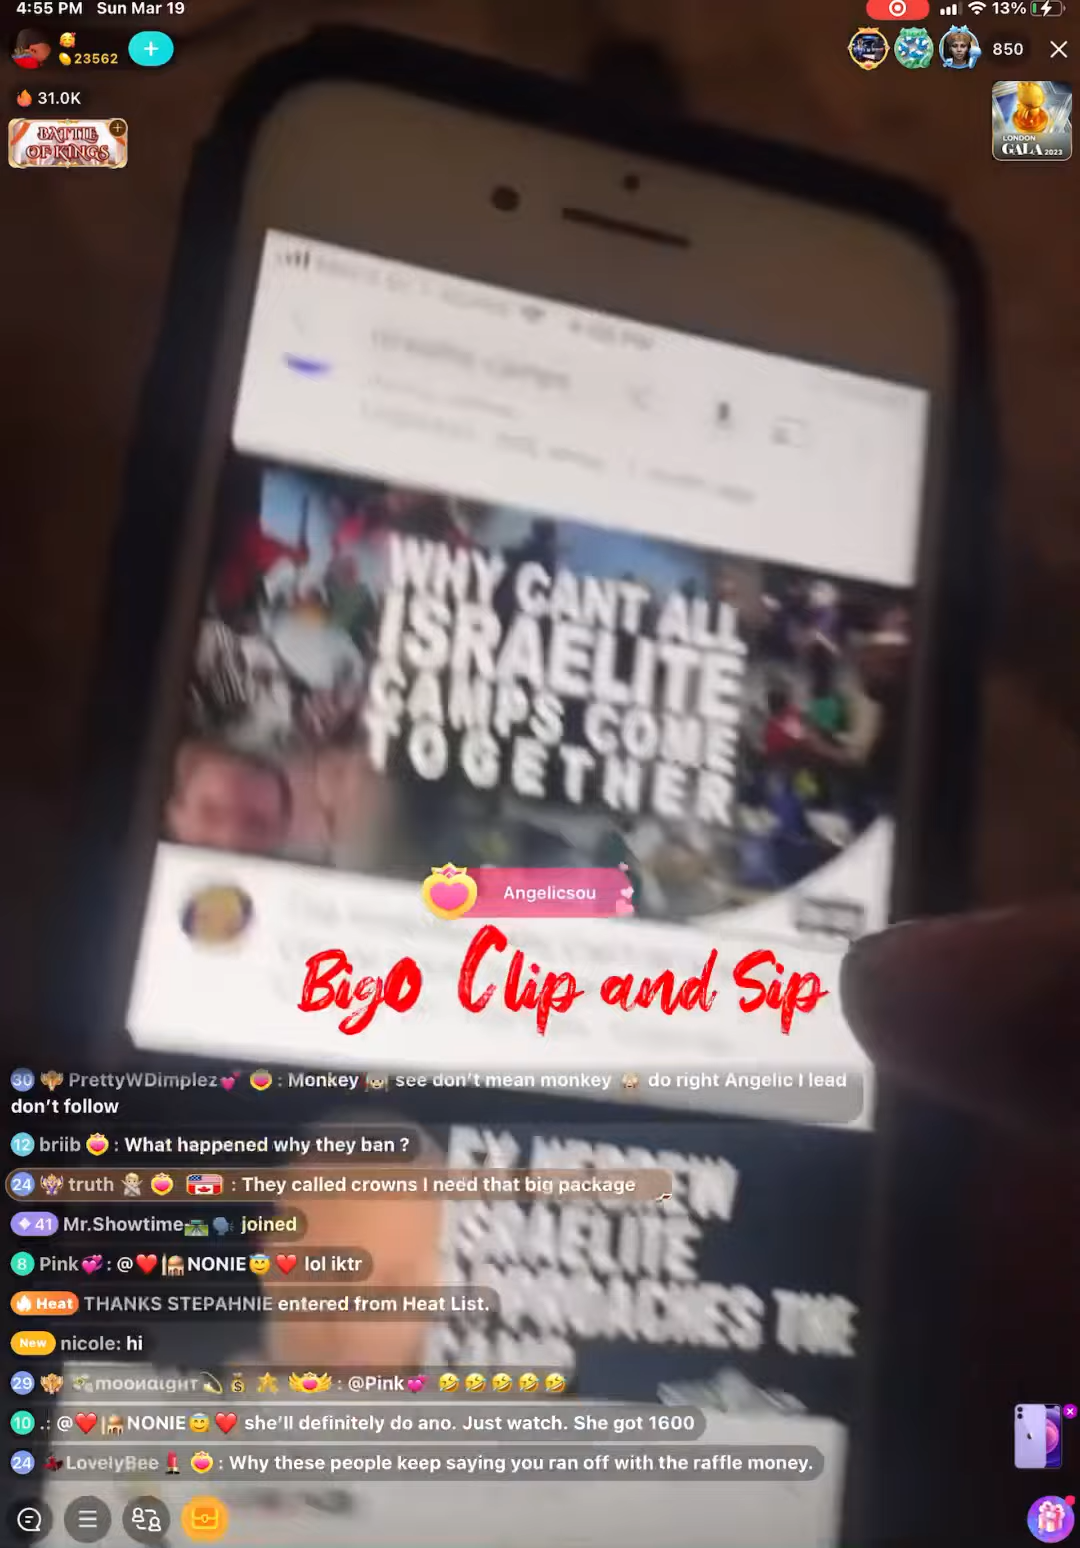 4:55 PM Sun Mar 19
13%
23562
850
31.0K
BATTLE
OF KINGS
LONDON
GALA 2023
WHY CANT ALL
ISRAELITE
CAMPS COME
TOGETHER
Angelicsou
Bigo Clip and Sip
30 PrettyWDimplez💕 : Monkey 🐵 see don't mean monkey 🙈 do right Angelic I lead
don't follow
12 briib : What happened why they ban ?
24 truth : They called crowns I need that big package
41 Mr.Showtime joined
8 Pink💞 : @❤️NONIE😇❤️ lol iktr
Heat THANKS STEPAHNIE entered from Heat List.
New nicole: hi
29 moonlight : @Pink💕 🤣🤣🤣🤣🤣
10 .: @❤️NONIE😇❤️ she'll definitely do ano. Just watch. She got 1600
24 LovelyBee💄 : Why these people keep saying you ran off with the raffle money.
HEBREW
ISRAELITE
THE